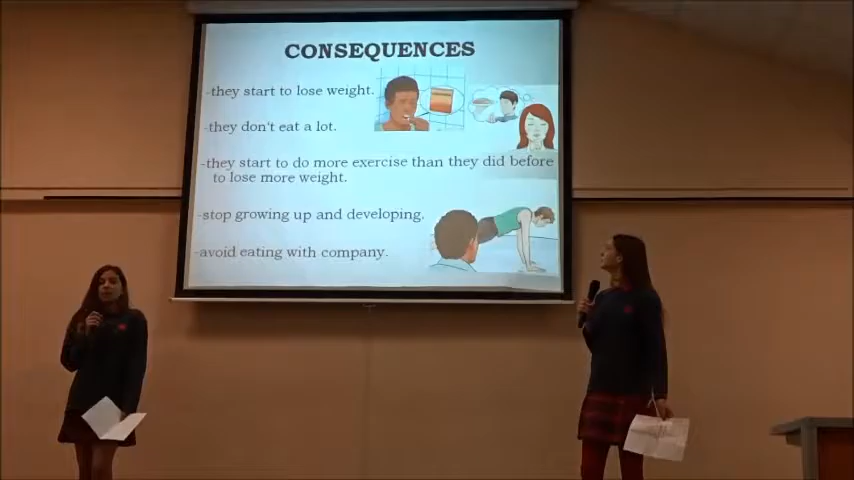 CONSEQUENCES
-they start to lose weight.
-they don't eat a lot.
-they start to do more exercise than they did before
to lose more weight.
-stop growing up and developing.
-avoid eating with company.